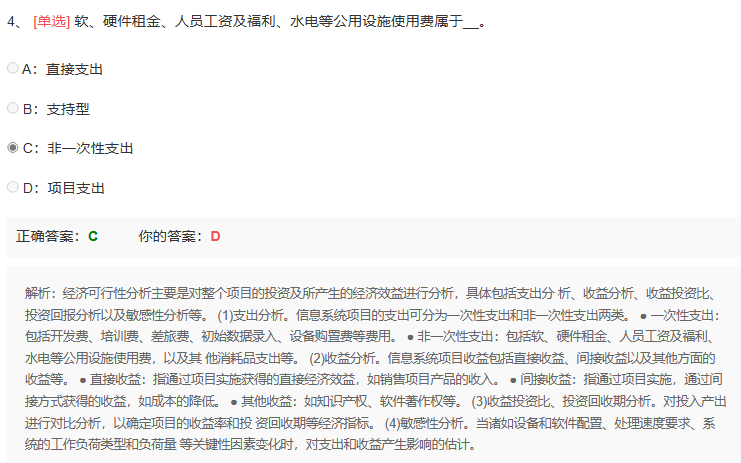 4、 [单选] 软、硬件租金、人员工资及福利、水电等公用设施使用费属于__。
A：直接支出
B：支持型
C：非一次性支出
D：项目支出
正确答案：C 你的答案：D
解析：经济可行性分析主要是对整个项目的投资及所产生的经济效益进行分析，具体包括支出分 析、收益分析、收益投资比、
投资回报分析以及敏感性分析等。 (1)支出分析。信息系统项目的支出可分为一次性支出和非一次性支出两类。 ● 一次性支出：
包括开发费、培训费、差旅费、初始数据录入、设备购置费等费用。 ● 非一次性支出：包括软、硬件租金、人员工资及福利、
水电等公用设施使用费，以及其 他消耗品支出等。 (2)收益分析。信息系统项目收益包括直接收益、间接收益以及其他方面的
收益等。 ● 直接收益：指通过项目实施获得的直接经济效益，如销售项目产品的收入。 ● 间接收益：指通过项目实施，通过间
接方式获得的收益，如成本的降低。 ● 其他收益：如知识产权、软件著作权等。 (3)收益投资比、投资回收期分析。对投入产出
进行对比分析，以确定项目的收益率和投 资回收期等经济指标。 (4)敏感性分析。当诸如设备和软件配置、处理速度要求、系
统的工作负荷类型和负荷量 等关键性因素变化时，对支出和收益产生影响的估计。